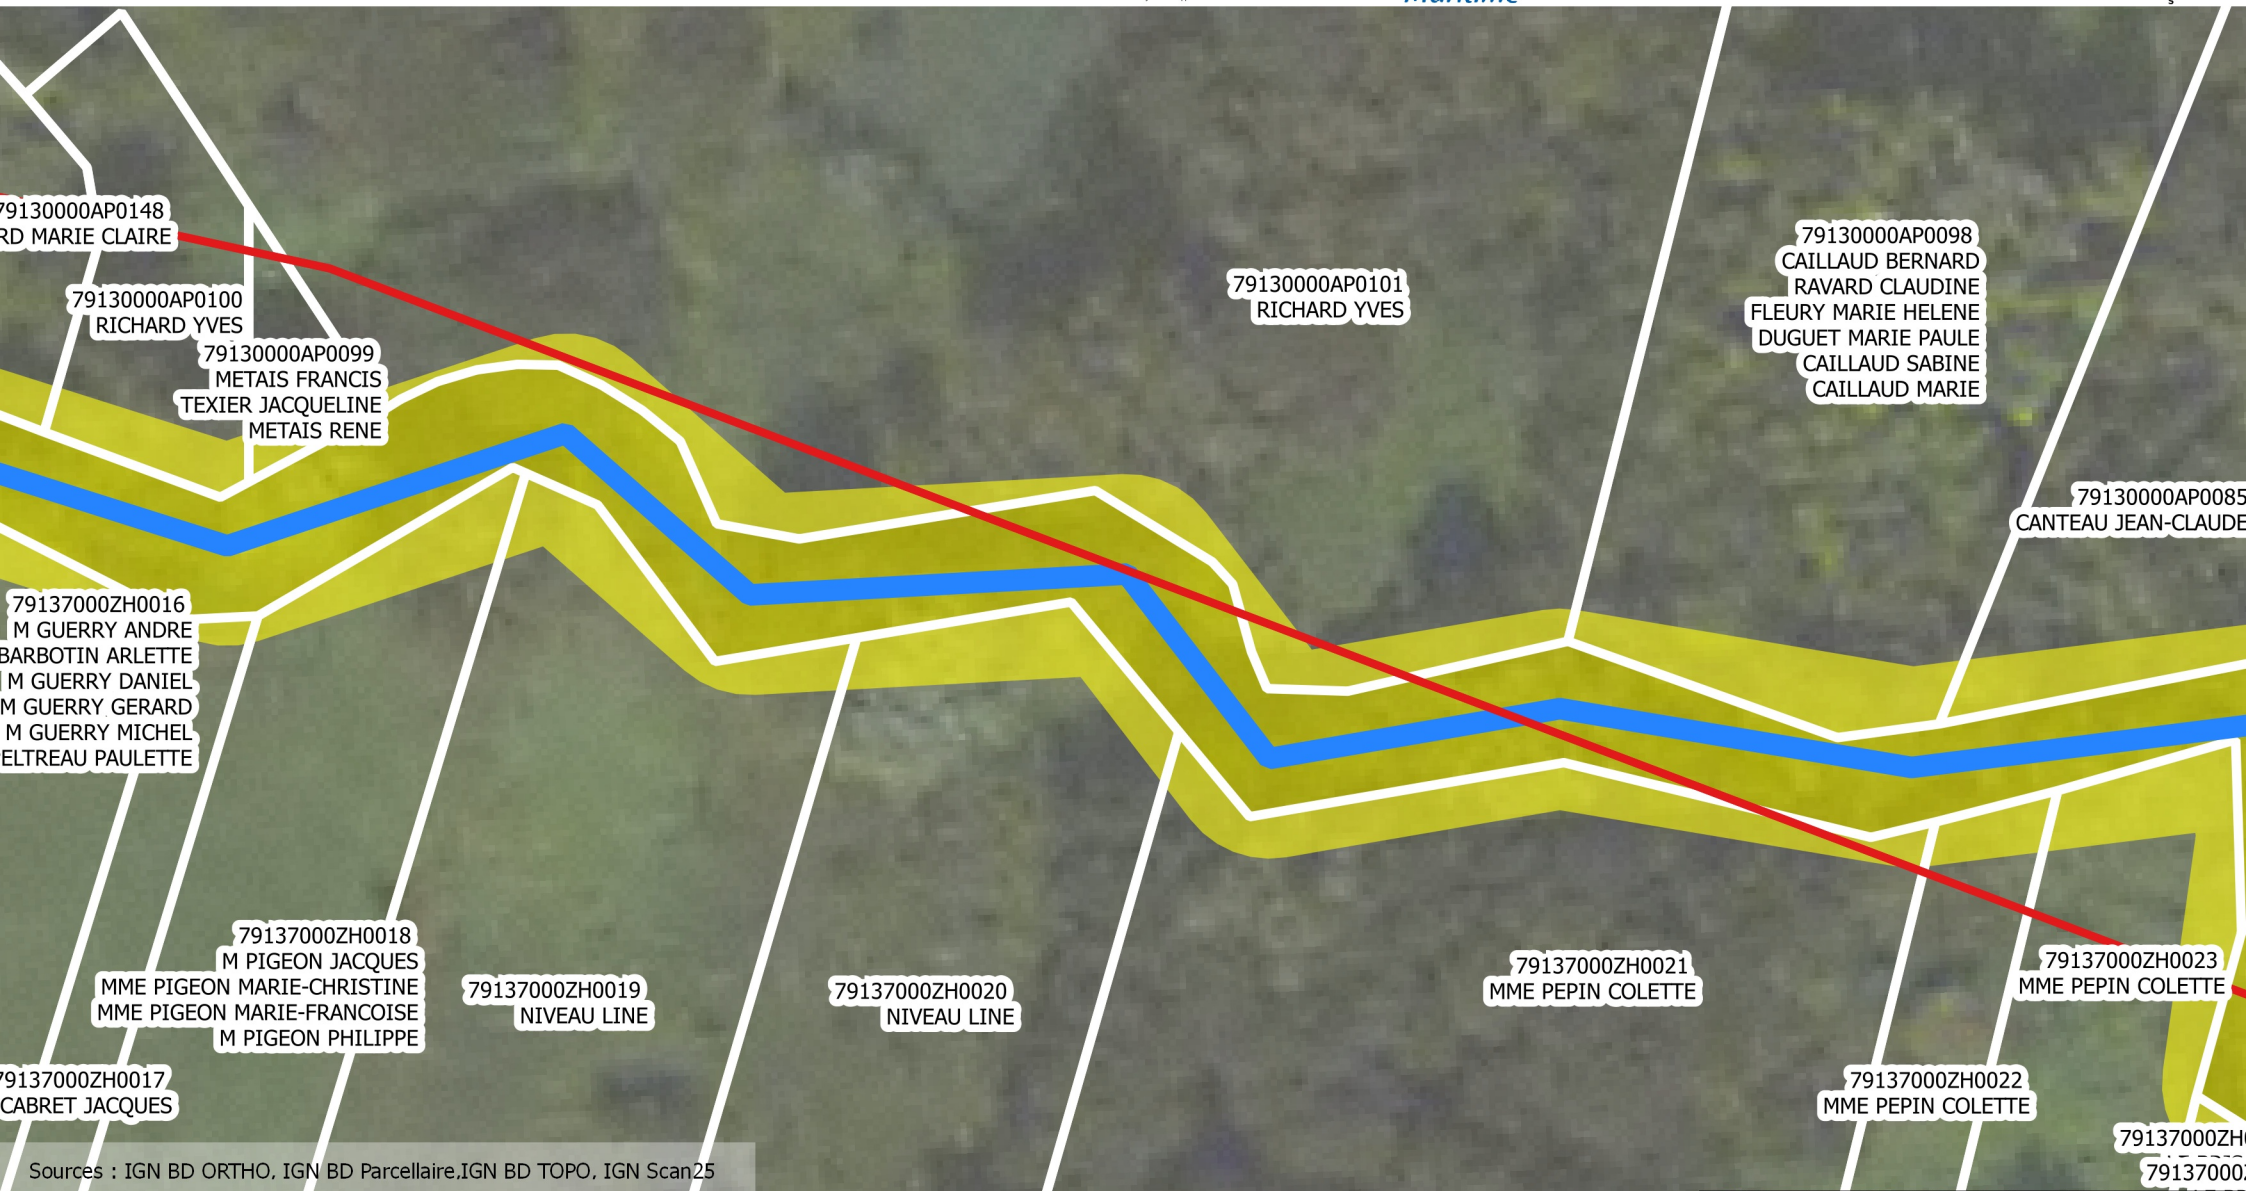 Maritime
79130000AP0148
RD MARIE CLAIRE
79130000AP0100
RICHARD YVES
79130000AP0099
METAIS FRANCIS
TEXIER JACQUELINE
METAIS RENE
79130000AP0101
RICHARD YVES
79130000AP0098
CAILLAUD BERNARD
RAVARD CLAUDINE
FLEURY MARIE HELENE
DUGUET MARIE PAULE
CAILLAUD SABINE
CAILLAUD MARIE
79130000AP0085
CANTEAU JEAN-CLAUDE
79137000ZH0016
M GUERRY ANDRE
BARBOTIN ARLETTE
M GUERRY DANIEL
M GUERRY GERARD
M GUERRY MICHEL
ELTREAU PAULETTE
79137000ZH0018
M PIGEON JACQUES
MME PIGEON MARIE-CHRISTINE
MME PIGEON MARIE-FRANCOISE
M PIGEON PHILIPPE
79137000ZH0019
NIVEAU LINE
79137000ZH0020
NIVEAU LINE
79137000ZH0021
MME PEPIN COLETTE
79137000ZH0023
MME PEPIN COLETTE
79137000ZH0017
CABRET JACQUES
79137000ZH0022
MME PEPIN COLETTE
79137000ZH
79137000
Sources : IGN BD ORTHO, IGN BD Parcellaire,IGN BD TOPO, IGN Scan25